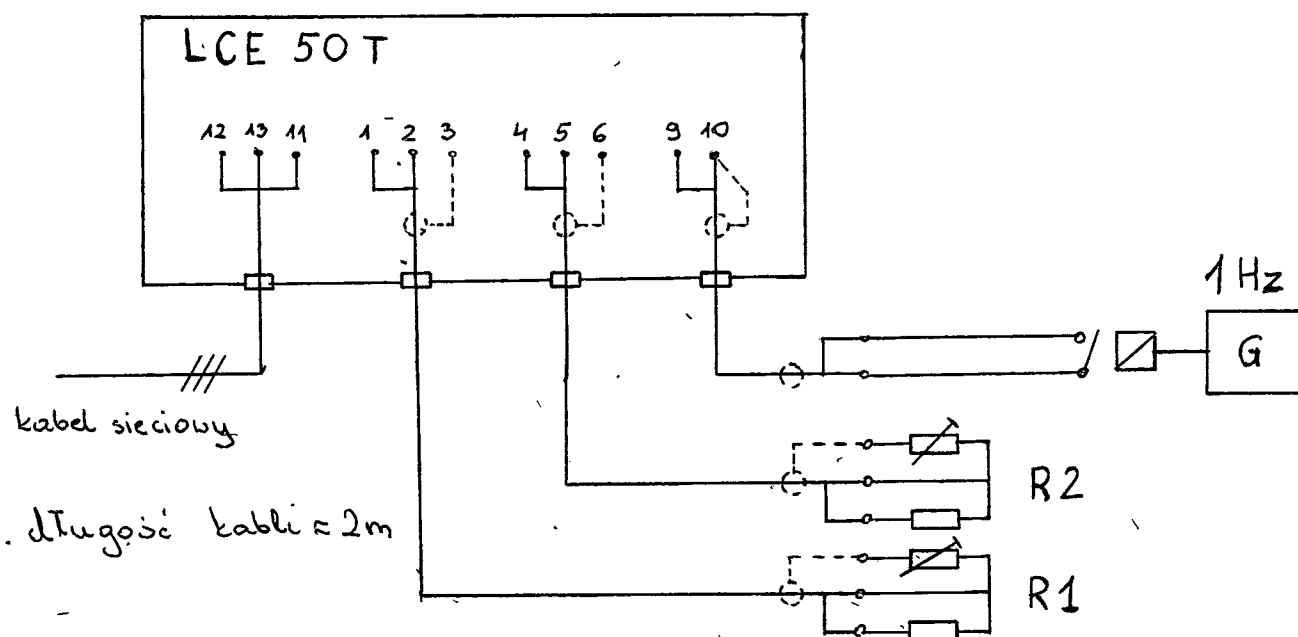 LCE 50T
12 13 11 1 2 3 4 5 6 9 10
1 Hz
G
kabel sieciowy
R2
długość kabli ≈ 2m
R1